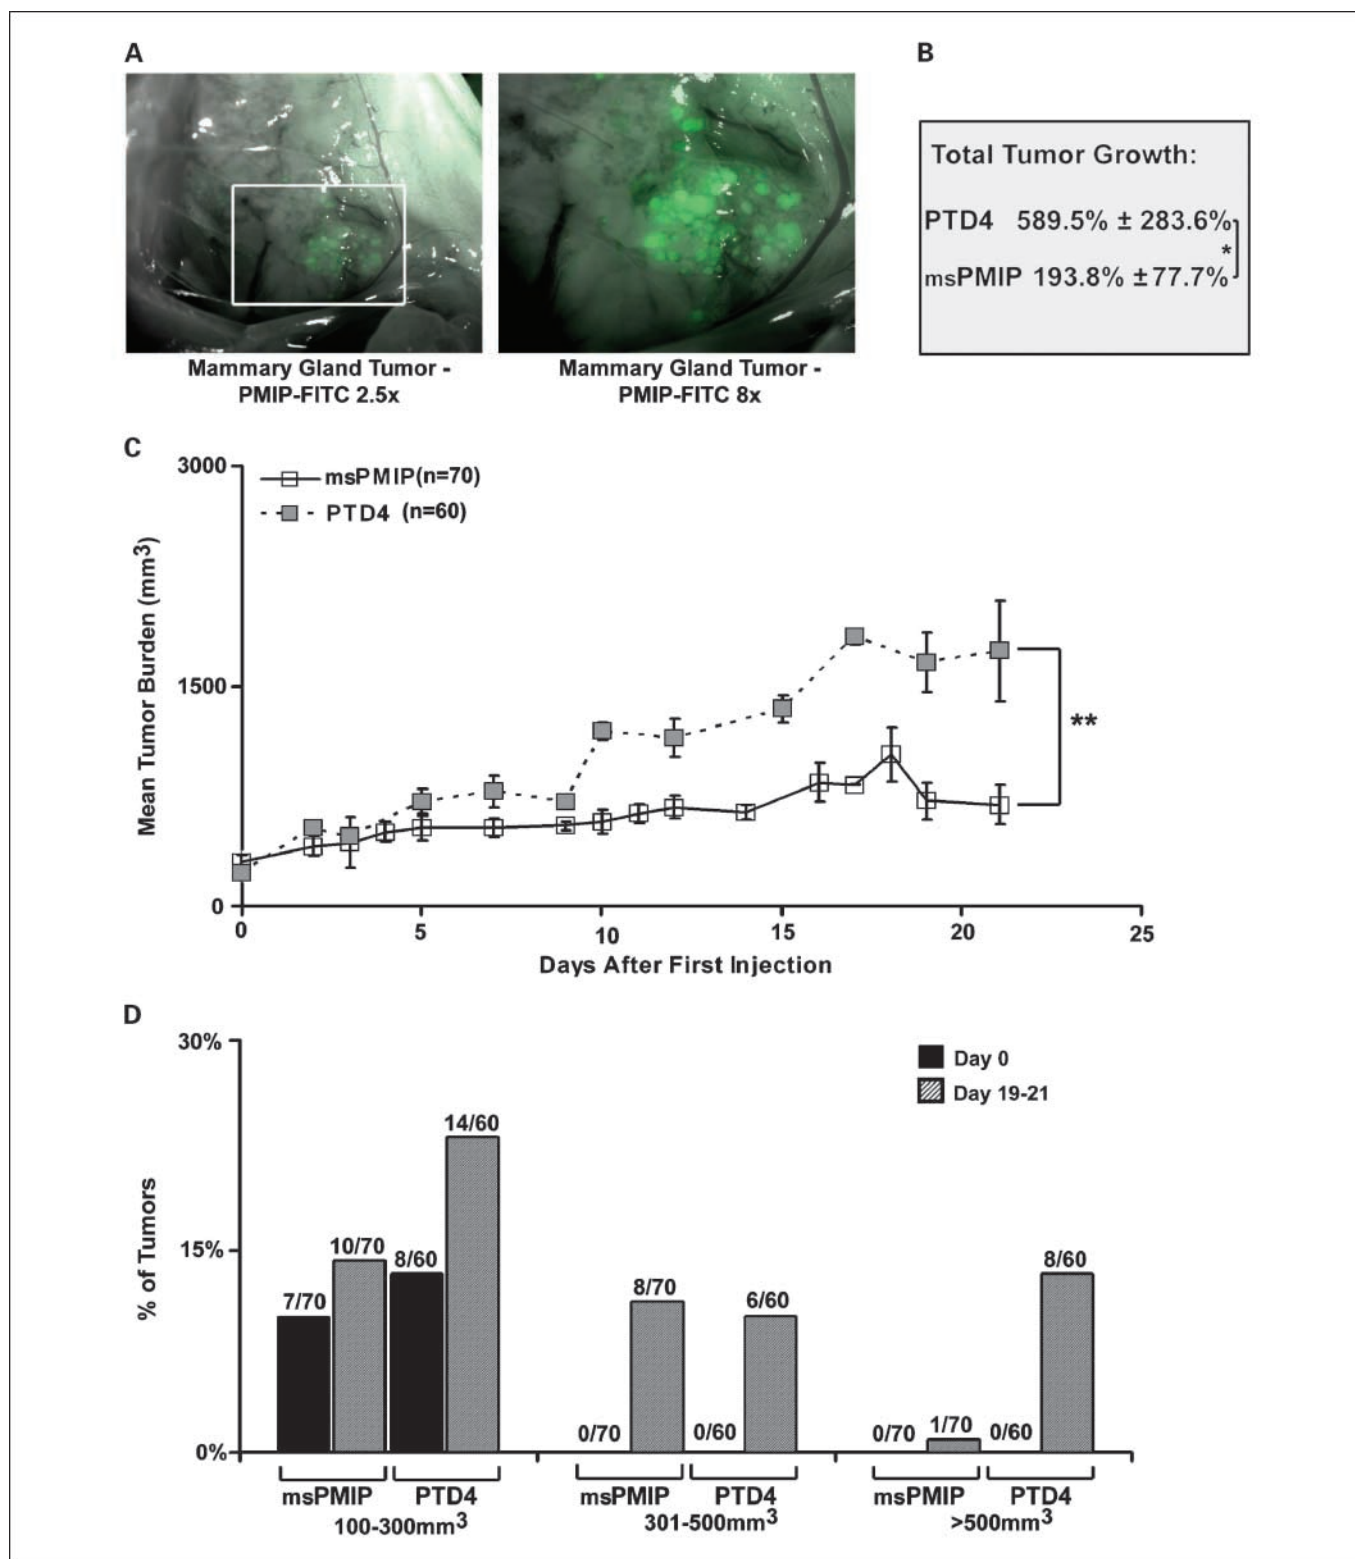 A
B
Mammary Gland Tumor -
PMIP-FITC 2.5x
Mammary Gland Tumor -
PMIP-FITC 8x
Total Tumor Growth:
PTD4 589.5% ± 283.6%
*
msPMIP 193.8% ± 77.7%
C
3000
1500
0
Mean Tumor Burden (mm3)
msPMIP(n=70)
PTD4 (n=60)
**
0 5 10 15 20 25
Days After First Injection
D
30%
15%
0%
% of Tumors
Day 0
Day 19-21
7/70 10/70 8/60 14/60
0/70 8/70 0/60 6/60
0/70 1/70 0/60 8/60
msPMIP PTD4 msPMIP PTD4 msPMIP PTD4
100-300mm3 301-500mm3 >500mm3